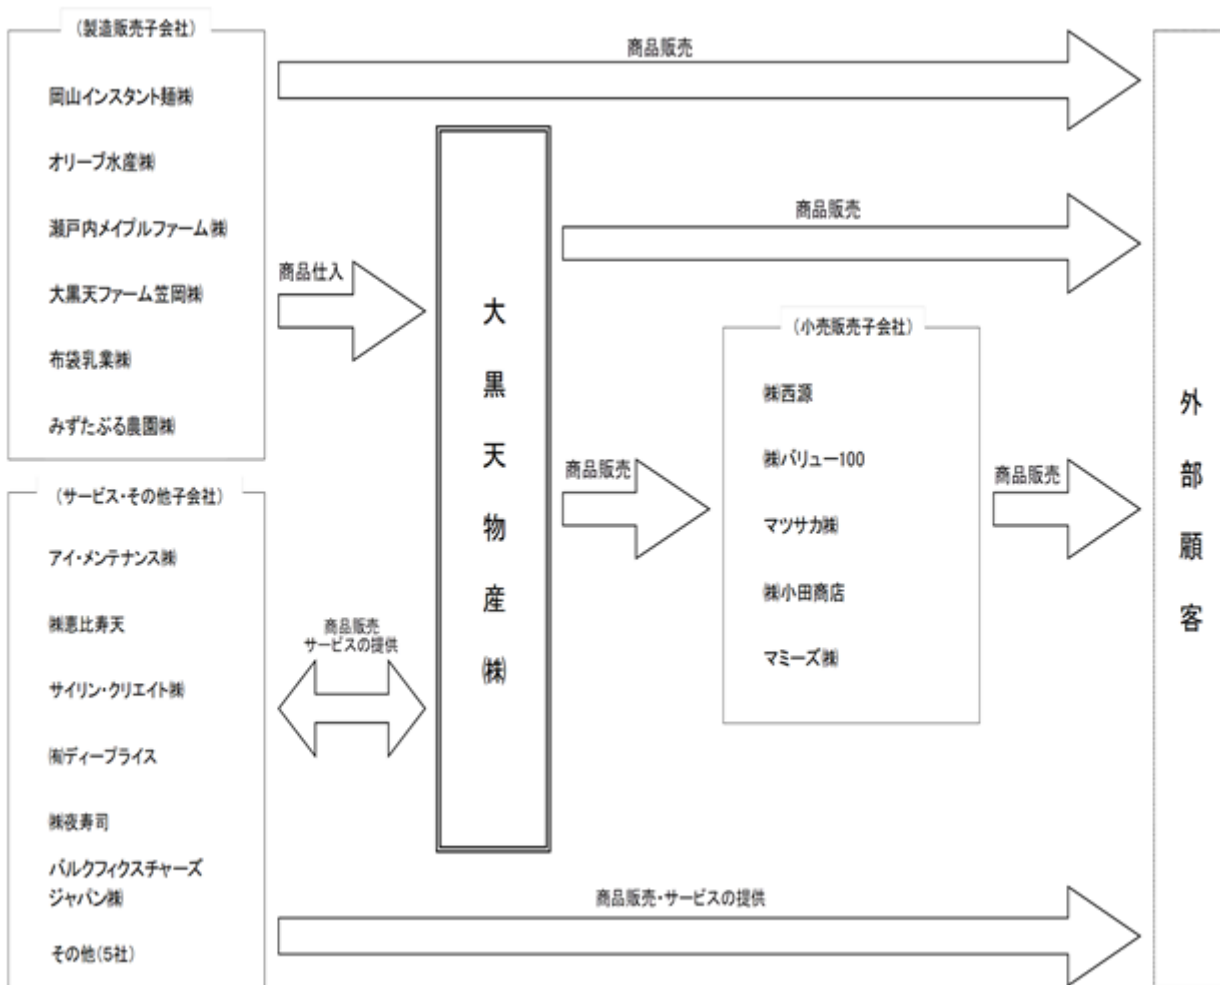 (製造販売子会社)
岡山インスタント麺㈱
オリーブ水産㈱
瀬戸内メイプルファーム㈱
大黒天ファーム笠岡㈱
布袋乳業㈱
みずたぶる農園㈱
(サービス・その他子会社)
アイ・メンテナンス㈱
㈱恵比寿天
サイリン・クリエイト㈱
㈲ディープライス
㈱夜寿司
バルクフィクスチャーズ
ジャパン㈱
その他(5社)
商品仕入
商品販売
サービスの提供
大黒天物産㈱
商品販売
商品販売
商品販売
(小売販売子会社)
㈱西源
㈱バリュー100
マツサカ㈱
㈱小田商店
マミーズ㈱
商品販売
商品販売・サービスの提供
外部顧客